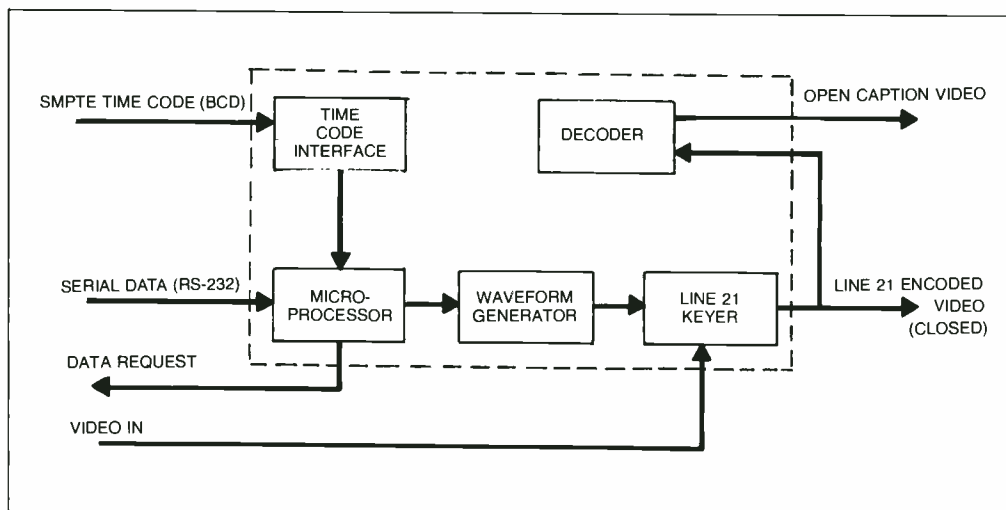 SMPTE TIME CODE (BCD)
TIME
CODE
INTERFACE
DECODER
OPEN CAPTION VIDEO
SERIAL DATA (RS-232)
MICRO-
PROCESSOR
WAVEFORM
GENERATOR
LINE 21
KEYER
LINE 21 ENCODED
VIDEO
(CLOSED)
DATA REQUEST
VIDEO IN